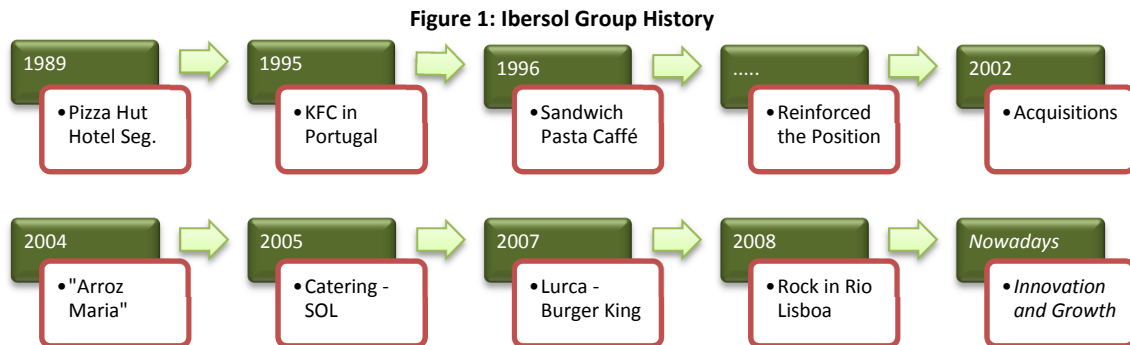 Figure 1: Ibersol Group History
1989
•Pizza Hut
Hotel Seg.
1995
•KFC in
Portugal
1996
•Sandwich
Pasta Caffé
.....
•Reinforced
the Position
2002
•Acquisitions
2004
•"Arroz
Maria"
2005
•Catering -
SOL
2007
•Lurca -
Burger King
2008
•Rock in Rio
Lisboa
Nowadays
•Innovation
and Growth